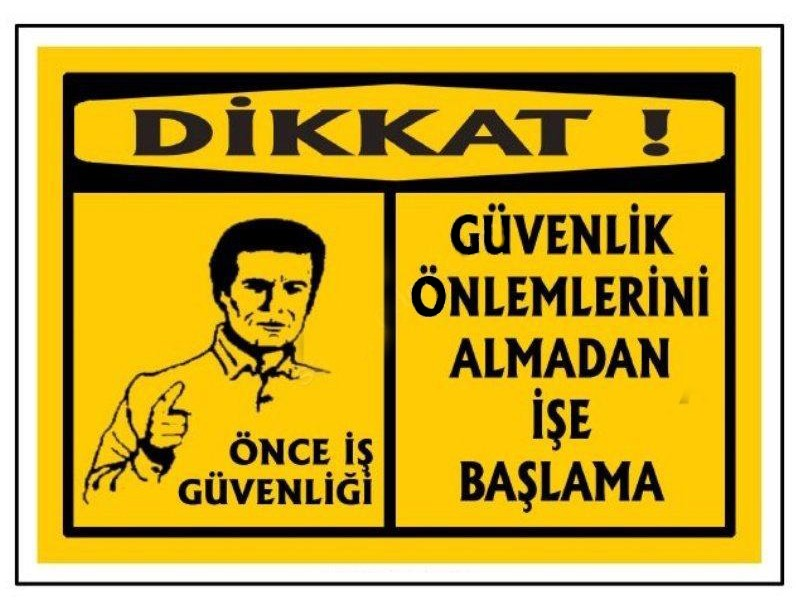 DİKKAT !
ÖNCE İŞ
GÜVENLİĞİ
GÜVENLİK
ÖNLEMLERİNİ
ALMADAN
İŞE
BAŞLAMA